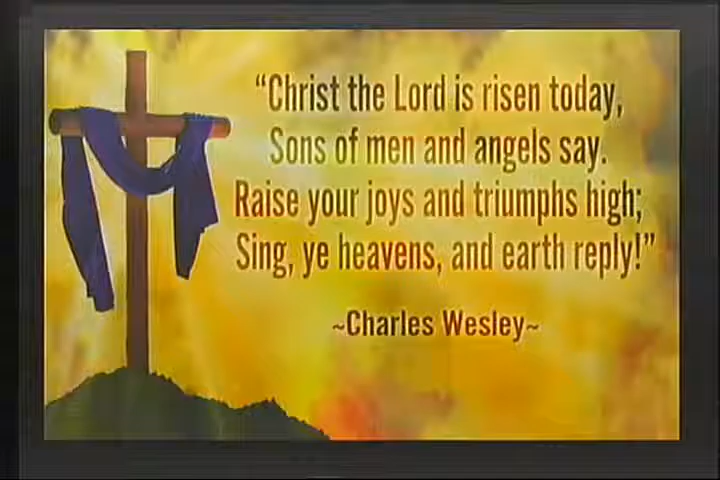 “Christ the Lord is risen today,
Sons of men and angels say.
Raise your joys and triumphs high;
Sing, ye heavens, and earth reply!”
~Charles Wesley~